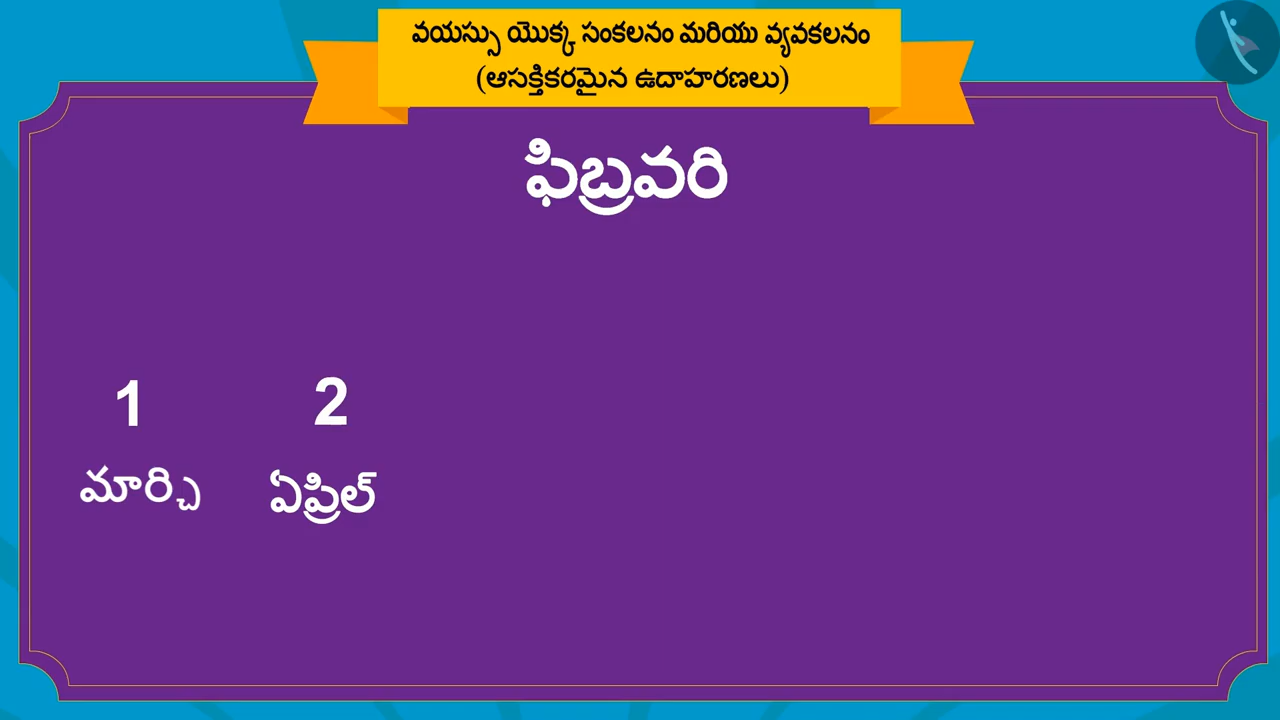 వయస్సు యొక్క సంకలనం మరియు వ్యవకలనం
(ఆసక్తికరమైన ఉదాహరణలు)
ఫిబ్రవరి
1 2
మార్చి ఏప్రిల్